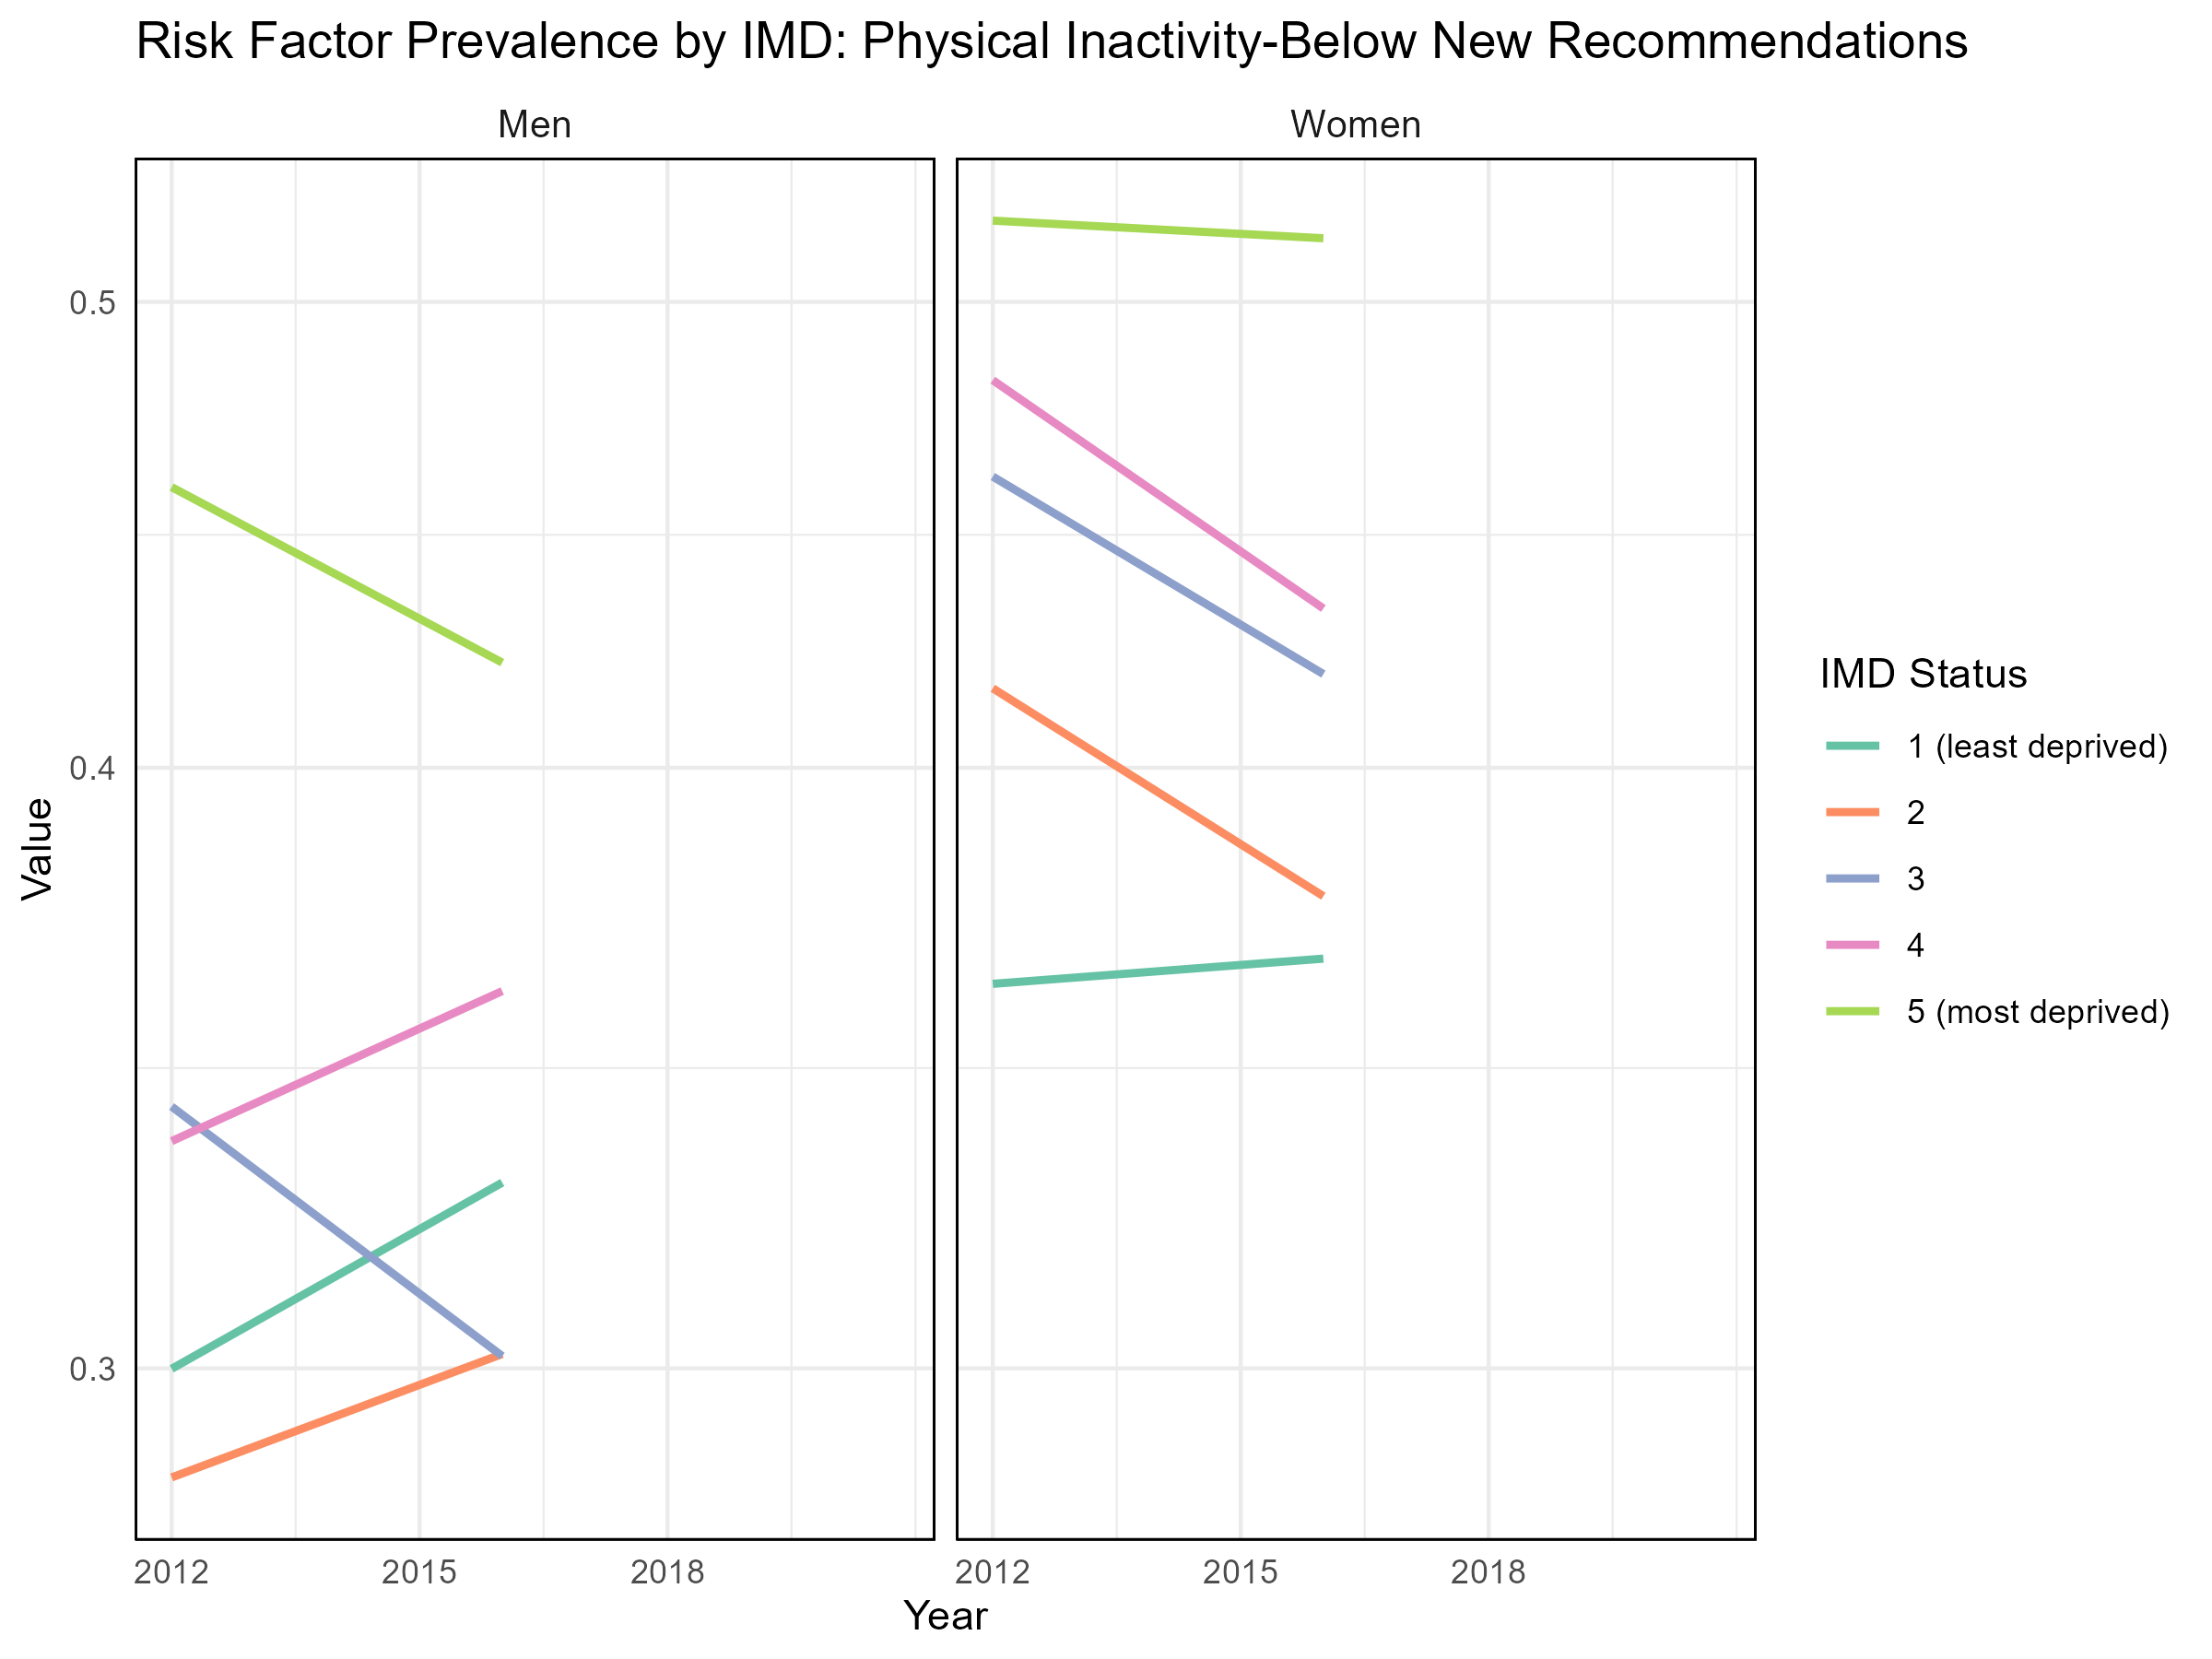 Risk Factor Prevalence by IMD: Physical Inactivity-Below New Recommendations
Men
Women
0.5
0.4
0.3
Value
2012
2015
2018
2012
2015
2018
Year
IMD Status
1 (least deprived)
2
3
4
5 (most deprived)